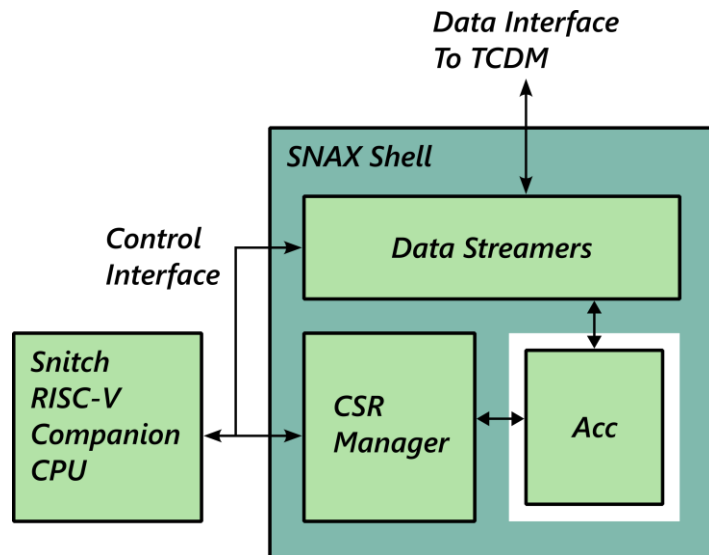 Data Interface
To TCDM
SNAX Shell
Data Streamers
Control
Interface
Snitch
RISC-V
Companion
CPU
CSR
Manager
Acc